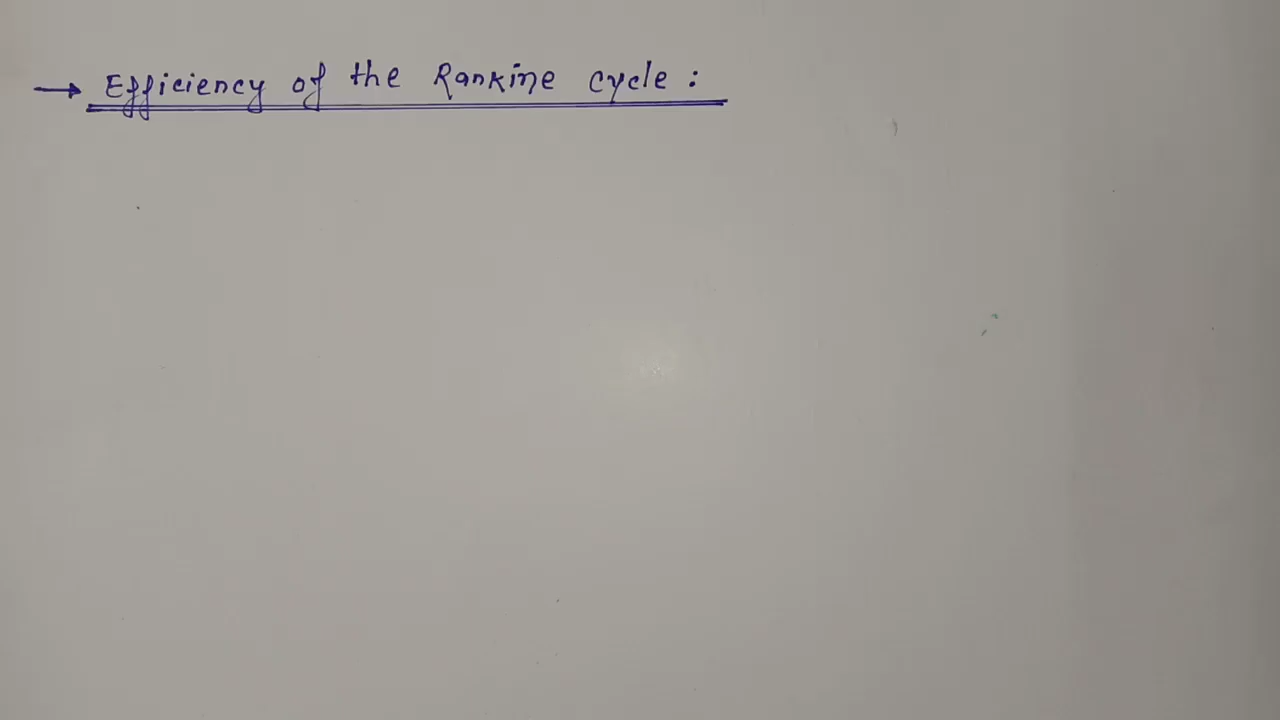 → Efficiency of the Rankine cycle :